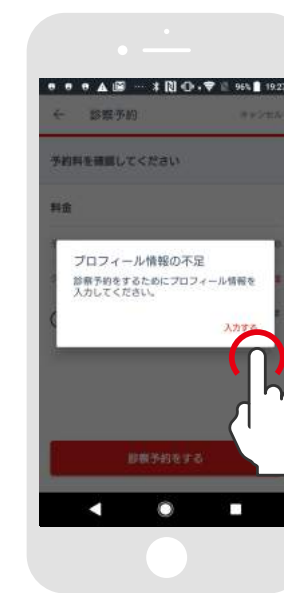 96% 19:27
診察予約
キャンセル
予約料を確認してください
料金
プロフィール情報の不足
診察予約をするためにプロフィール情報を
入力してください。
入力する
診察予約をする